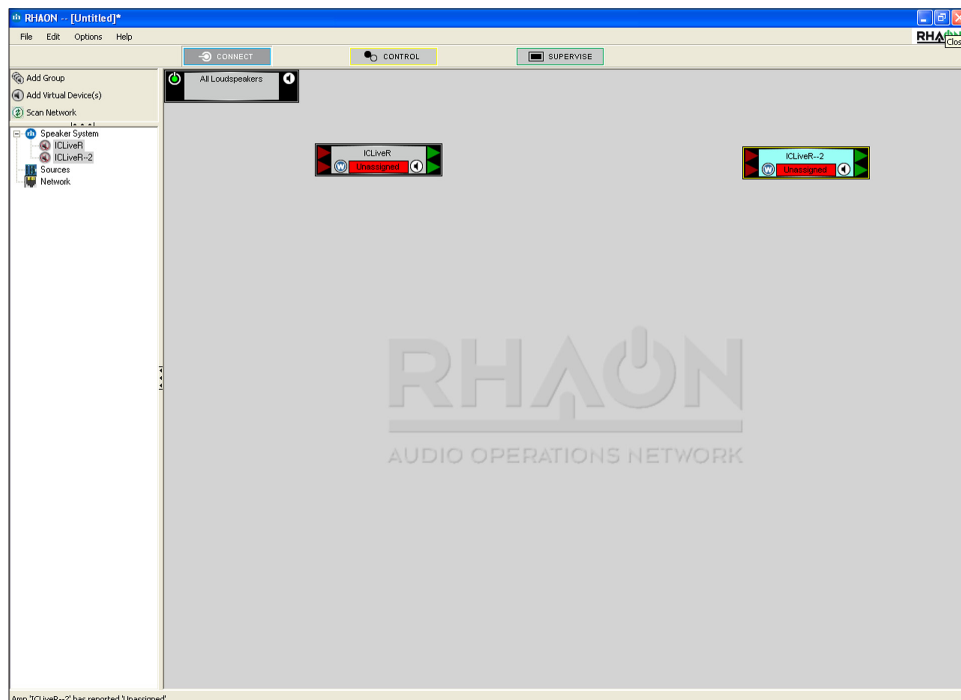 RHAON -- [Untitled]*
File Edit Options Help
CONNECT CONTROL SUPERVISE
Add Group
Add Virtual Device(s)
Scan Network
Speaker System
ICLiveR
ICLiveR--2
Sources
Network
All Loudspeakers
ICLiveR
W Unassigned
ICLiveR--2
W Unassigned
RHAON
AUDIO OPERATIONS NETWORK
Amp 'ICLiveR--2' has reported 'Unassigned'